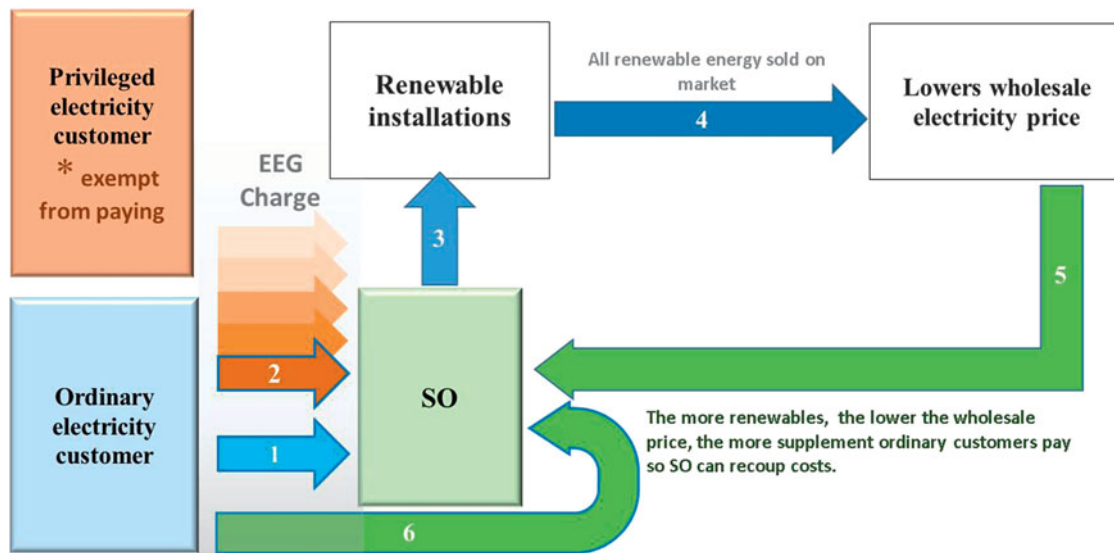 Privileged
electricity
customer
* exempt
from paying
EEG
Charge
Renewable
installations
All renewable energy sold on
market
4
Lowers wholesale
electricity price
3
5
Ordinary
electricity
customer
2
1
SO
The more renewables, the lower the wholesale
price, the more supplement ordinary customers pay
so SO can recoup costs.
6